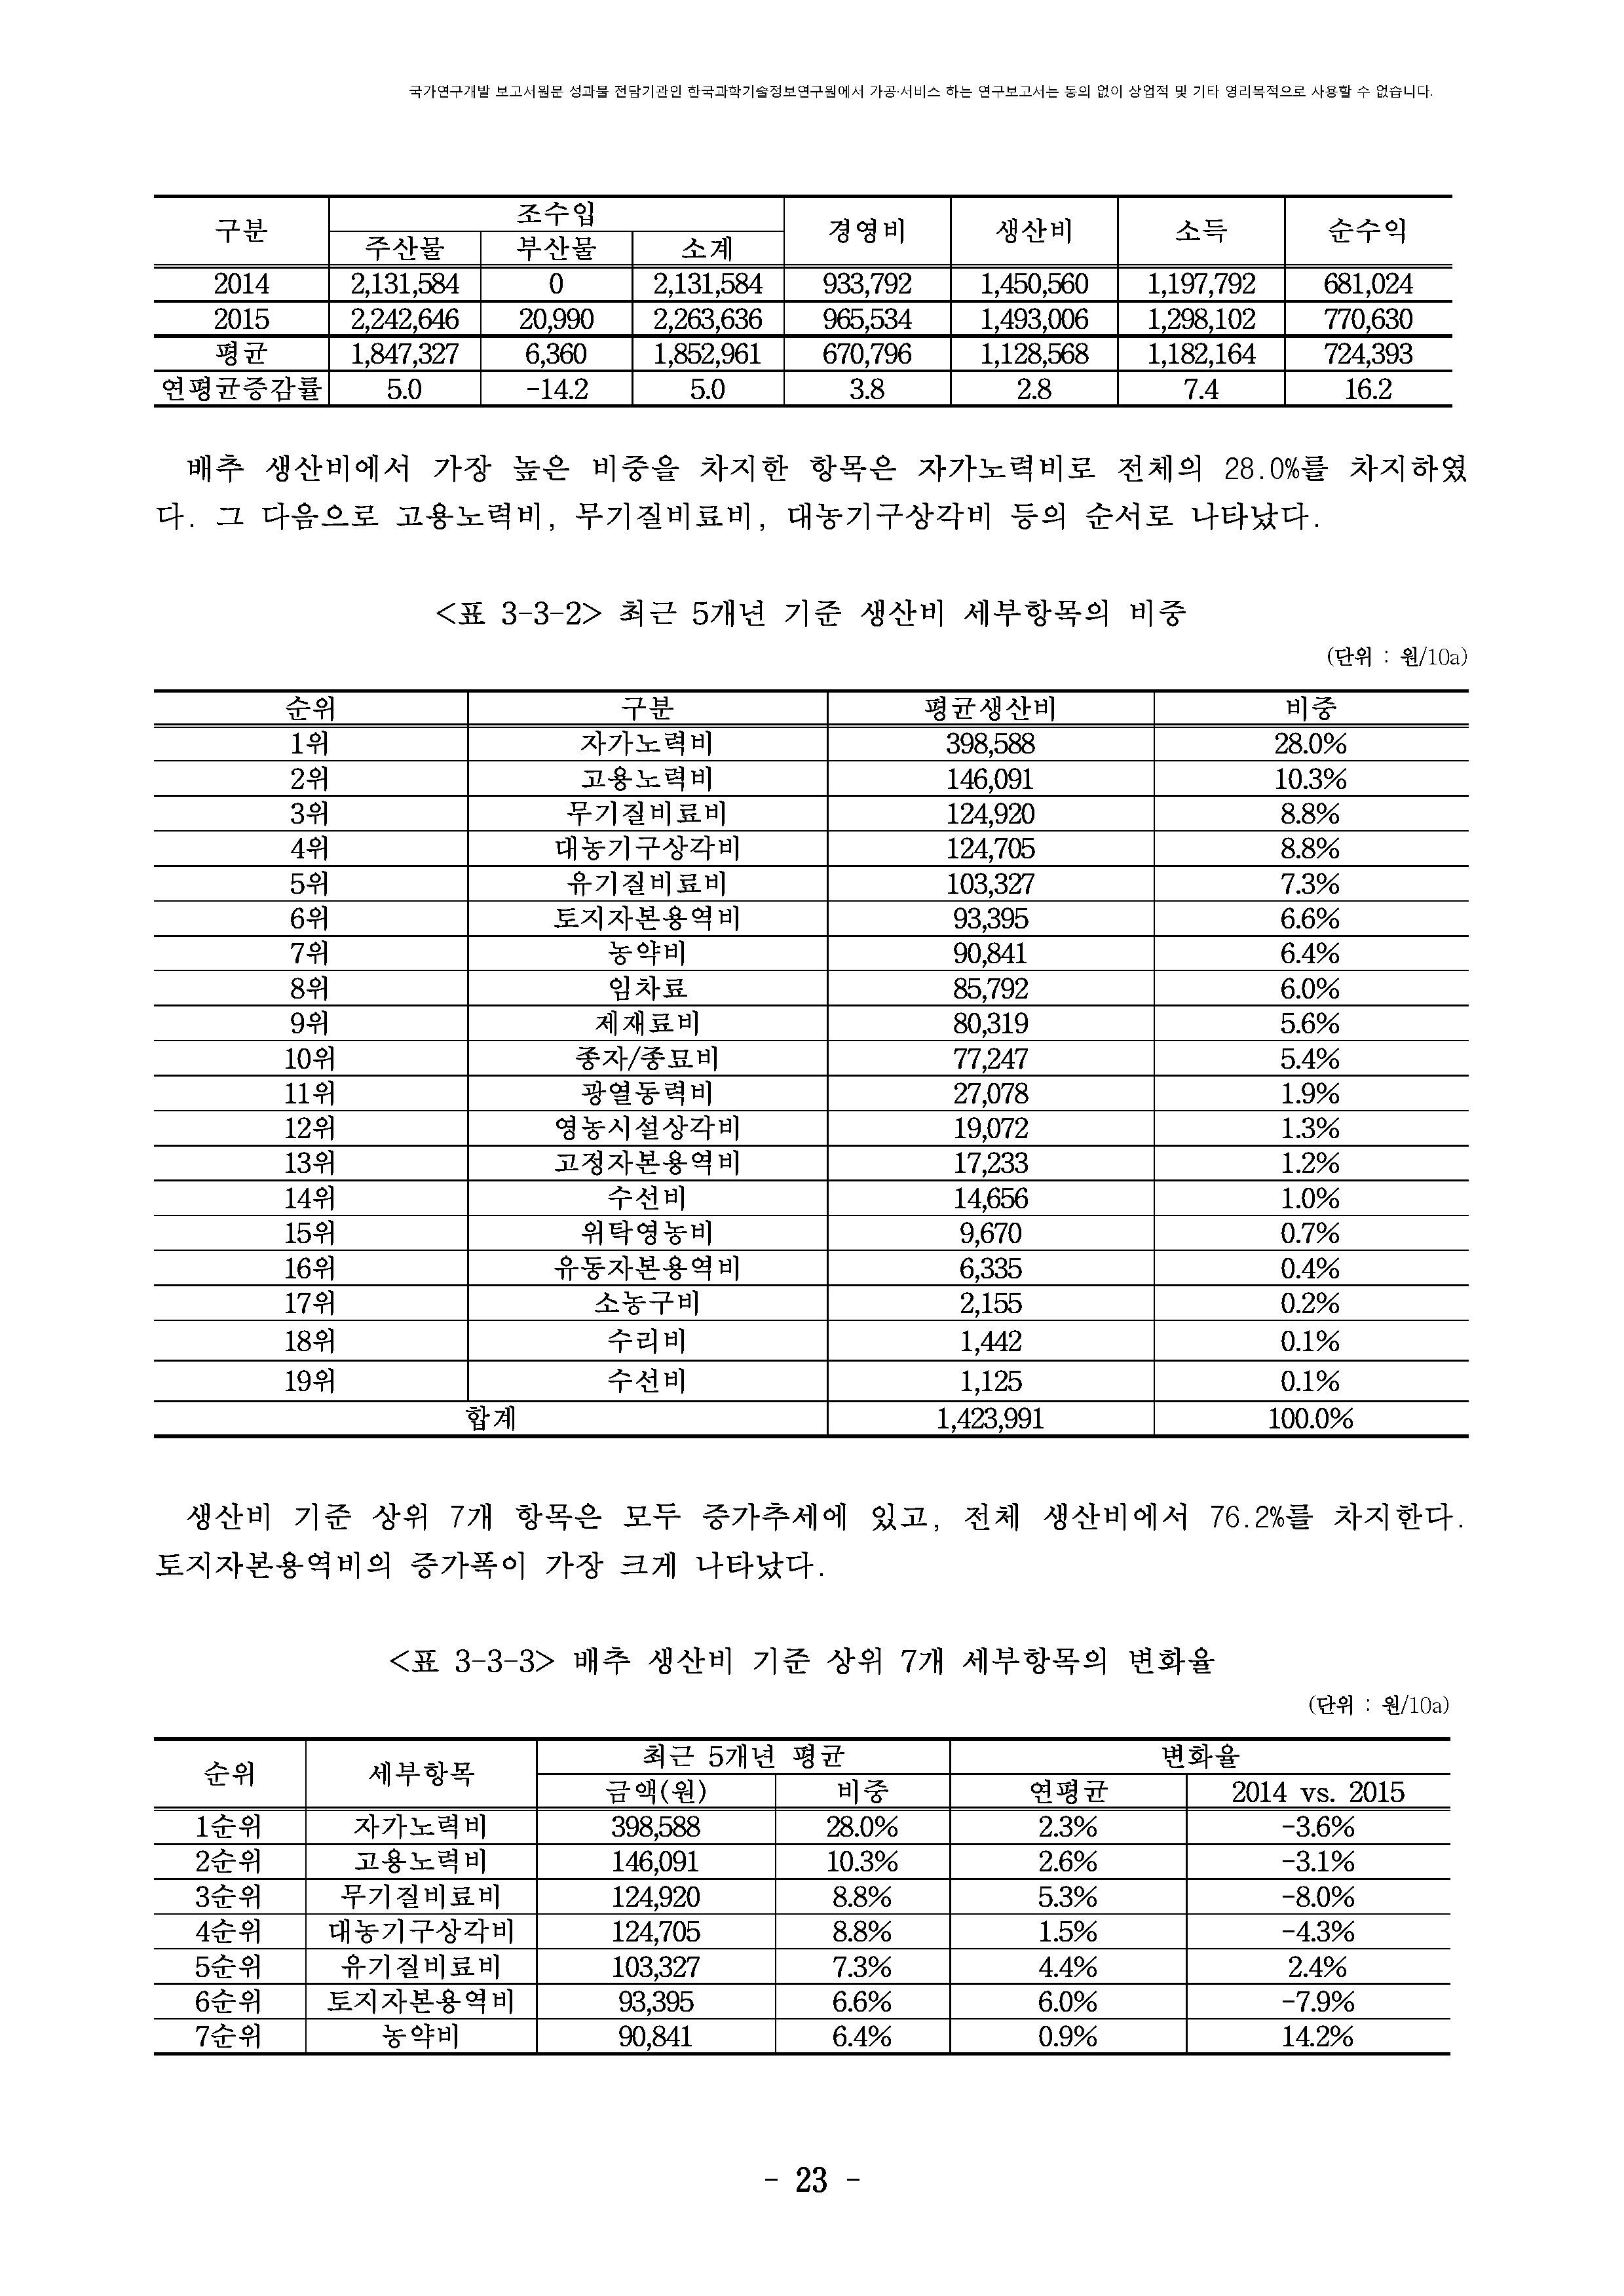 국가연구개발 보고서원문 성과물 전담기관인 한국과학기술정보연구원에서 가공·서비스 하는 연구보고서는 동의 없이 상업적 및 기타 영리목적으로 사용할 수 없습니다.
구분 조수입 경영비 생산비 소득 순수익
주산물 부산물 소계
2014 2,131,584 0 2,131,584 933,792 1,450,560 1,197,792 681,024
2015 2,242,646 20,990 2,263,636 965,534 1,493,006 1,298,102 770,630
평균 1,847,327 6,360 1,852,961 670,796 1,128,568 1,182,164 724,393
연평균증감률 5.0 -14.2 5.0 3.8 2.8 7.4 16.2
배추 생산비에서 가장 높은 비중을 차지한 항목은 자가노력비로 전체의 28.0%를 차지하였
다. 그 다음으로 고용노력비, 무기질비료비, 대농기구상각비 등의 순서로 나타났다.
<표 3-3-2> 최근 5개년 기준 생산비 세부항목의 비중
(단위 : 원/10a)
순위 구분 평균생산비 비중
1위 자가노력비 398,588 28.0%
2위 고용노력비 146,091 10.3%
3위 무기질비료비 124,920 8.8%
4위 대농기구상각비 124,705 8.8%
5위 유기질비료비 103,327 7.3%
6위 토지자본용역비 93,395 6.6%
7위 농약비 90,841 6.4%
8위 임차료 85,792 6.0%
9위 제재료비 80,319 5.6%
10위 종자/종묘비 77,247 5.4%
11위 광열동력비 27,078 1.9%
12위 영농시설상각비 19,072 1.3%
13위 고정자본용역비 17,233 1.2%
14위 수선비 14,656 1.0%
15위 위탁영농비 9,670 0.7%
16위 유동자본용역비 6,335 0.4%
17위 소농구비 2,155 0.2%
18위 수리비 1,442 0.1%
19위 수선비 1,125 0.1%
합계 1,423,991 100.0%
생산비 기준 상위 7개 항목은 모두 증가추세에 있고, 전체 생산비에서 76.2%를 차지한다.
토지자본용역비의 증가폭이 가장 크게 나타났다.
<표 3-3-3> 배추 생산비 기준 상위 7개 세부항목의 변화율
(단위 : 원/10a)
순위 세부항목 최근 5개년 평균 변화율
금액(원) 비중 연평균 2014 vs. 2015
1순위 자가노력비 398,588 28.0% 2.3% -3.6%
2순위 고용노력비 146,091 10.3% 2.6% -3.1%
3순위 무기질비료비 124,920 8.8% 5.3% -8.0%
4순위 대농기구상각비 124,705 8.8% 1.5% -4.3%
5순위 유기질비료비 103,327 7.3% 4.4% 2.4%
6순위 토지자본용역비 93,395 6.6% 6.0% -7.9%
7순위 농약비 90,841 6.4% 0.9% 14.2%
- 23 -